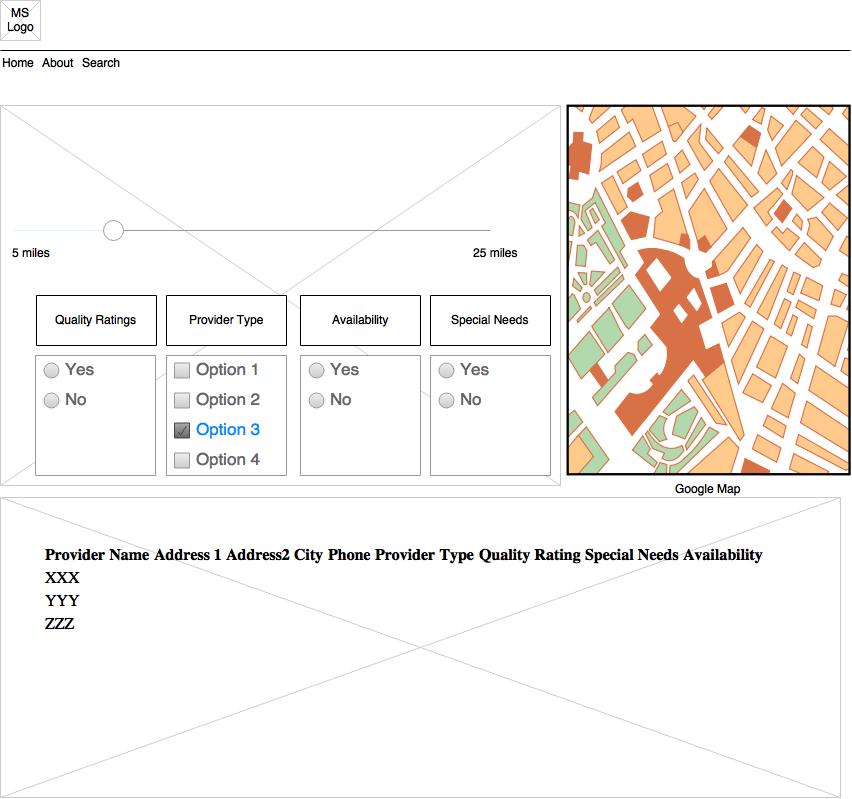 MS
Logo
Home About Search
5 miles 25 miles
Quality Ratings Provider Type Availability Special Needs
Yes Option 1 Yes Yes
No Option 2 No No
Option 3
Option 4
Google Map
Provider Name Address 1 Address2 City Phone Provider Type Quality Rating Special Needs Availability
XXX
YYY
ZZZ